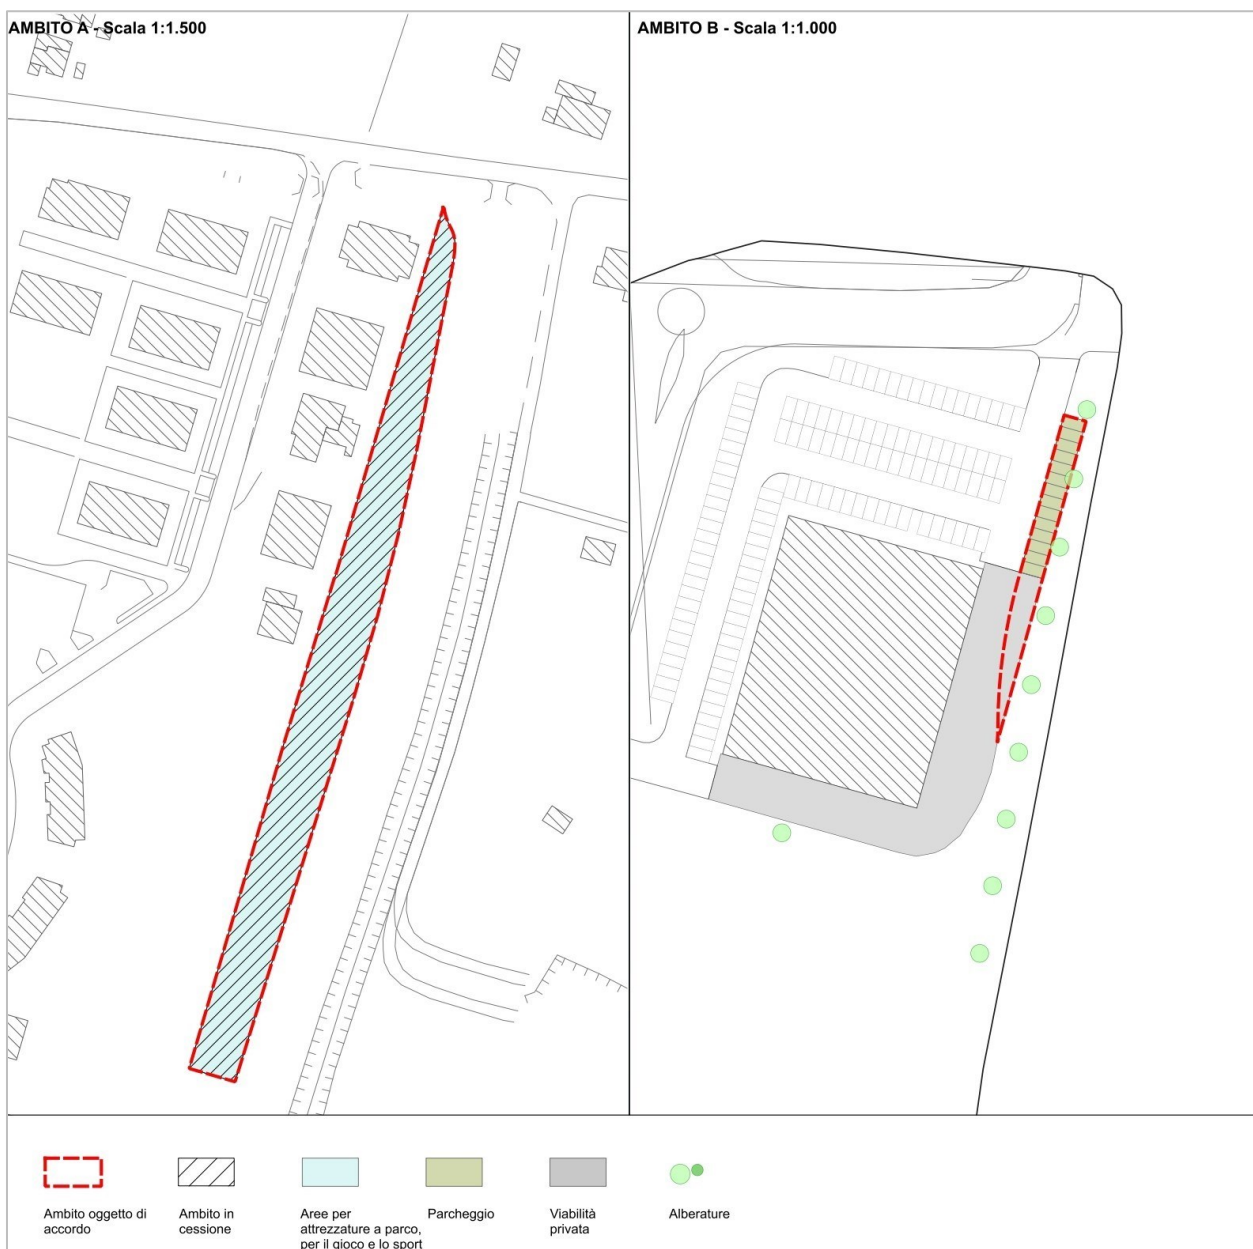 AMBITO A - Scala 1:1.500
AMBITO B - Scala 1:1.000
Ambito oggetto di
accordo
Ambito in
cessione
Aree per
attrezzature a parco,
per il gioco e lo sport
Parcheggio
Viabilità
privata
Alberature